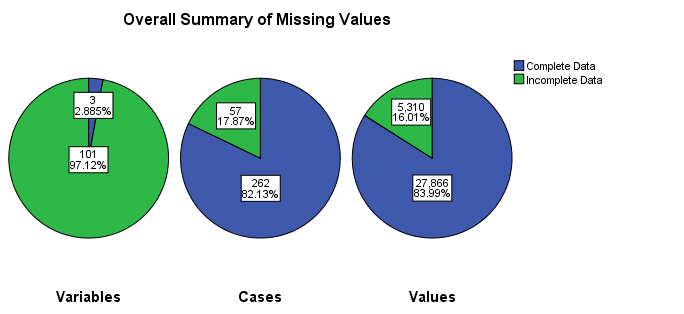 Overall Summary of Missing Values
Complete Data
Incomplete Data
3
2.885%
101
97.12%
57
17.87%
262
82.13%
5,310
16.01%
27,866
83.99%
Variables
Cases
Values